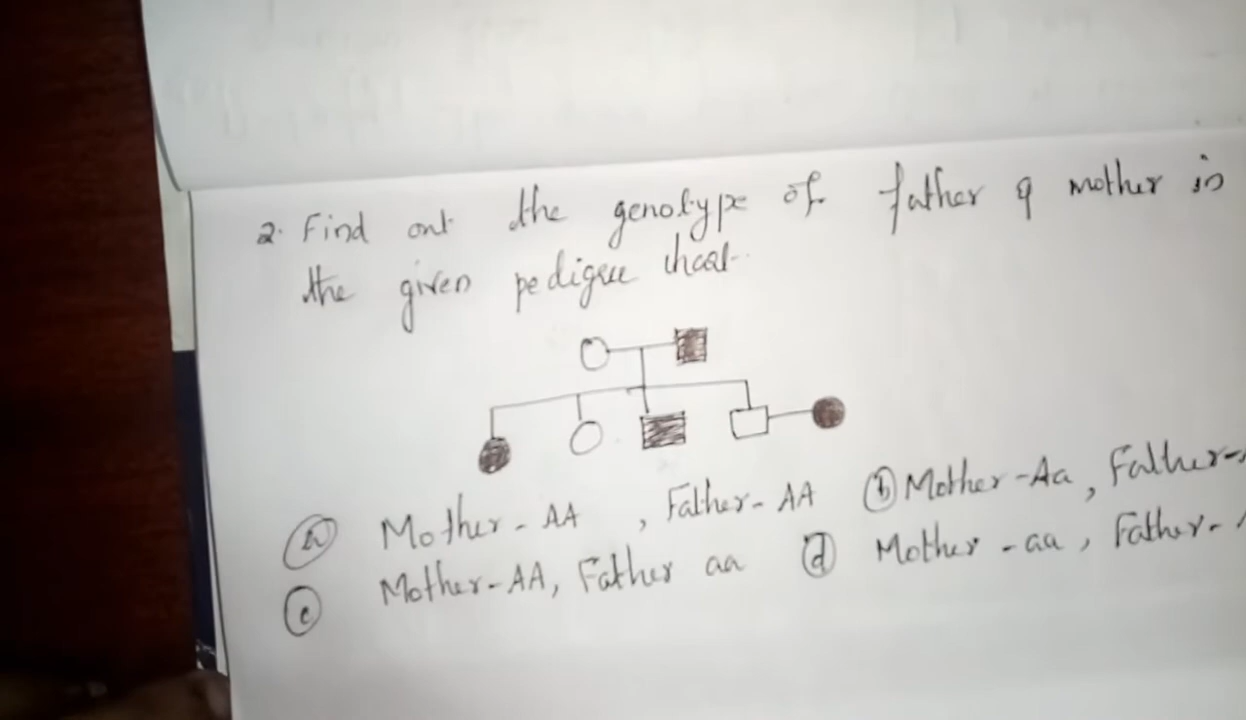 2. Find out the genotype of father & mother in
the given pedigree chart.
(a) Mother - AA , Father - AA (b) Mother - Aa , Father -
(c) Mother - AA, Father aa (d) Mother - aa , Father -